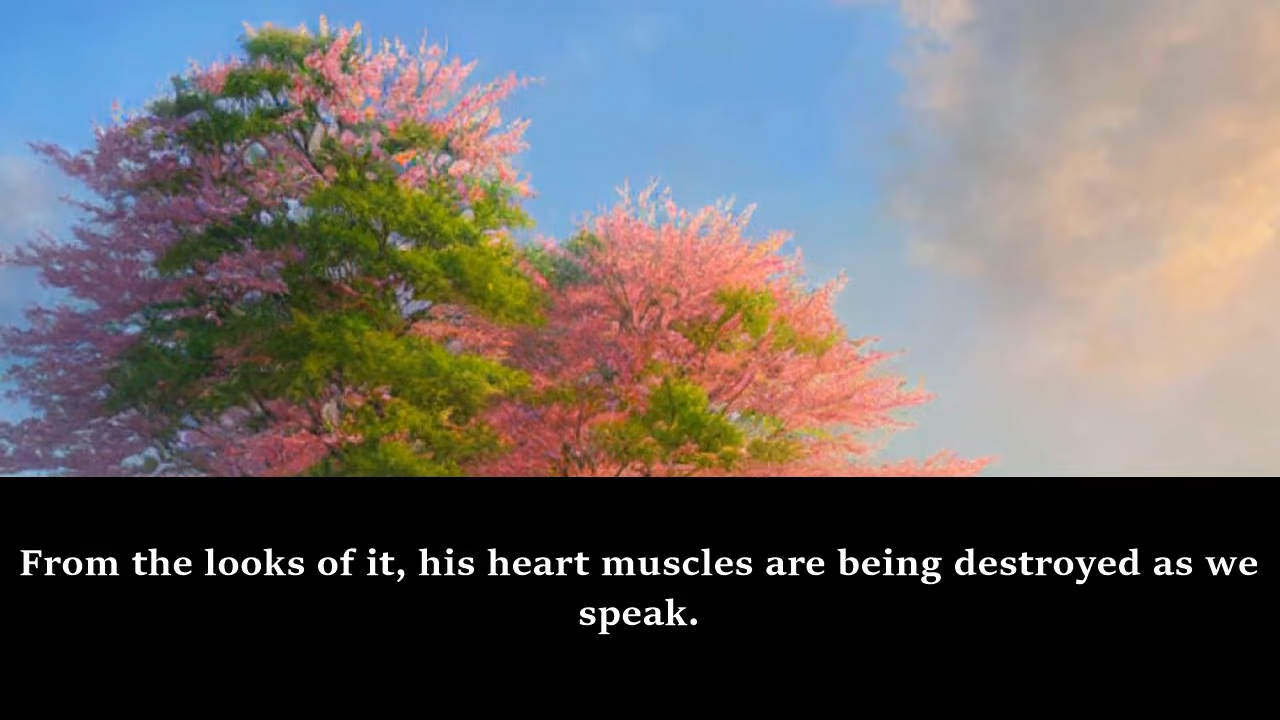 From the looks of it, his heart muscles are being destroyed as we
speak.